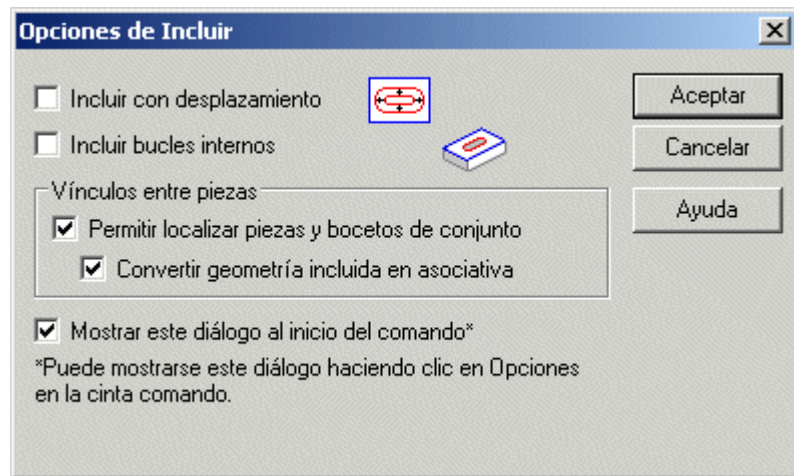 Opciones de Incluir
Incluir con desplazamiento
Aceptar
Incluir bucles internos
Cancelar
Vínculos entre piezas
Ayuda
Permitir localizar piezas y bocetos de conjunto
Convertir geometría incluida en asociativa
Mostrar este diálogo al inicio del comando*
*Puede mostrarse este diálogo haciendo clic en Opciones
en la cinta comando.